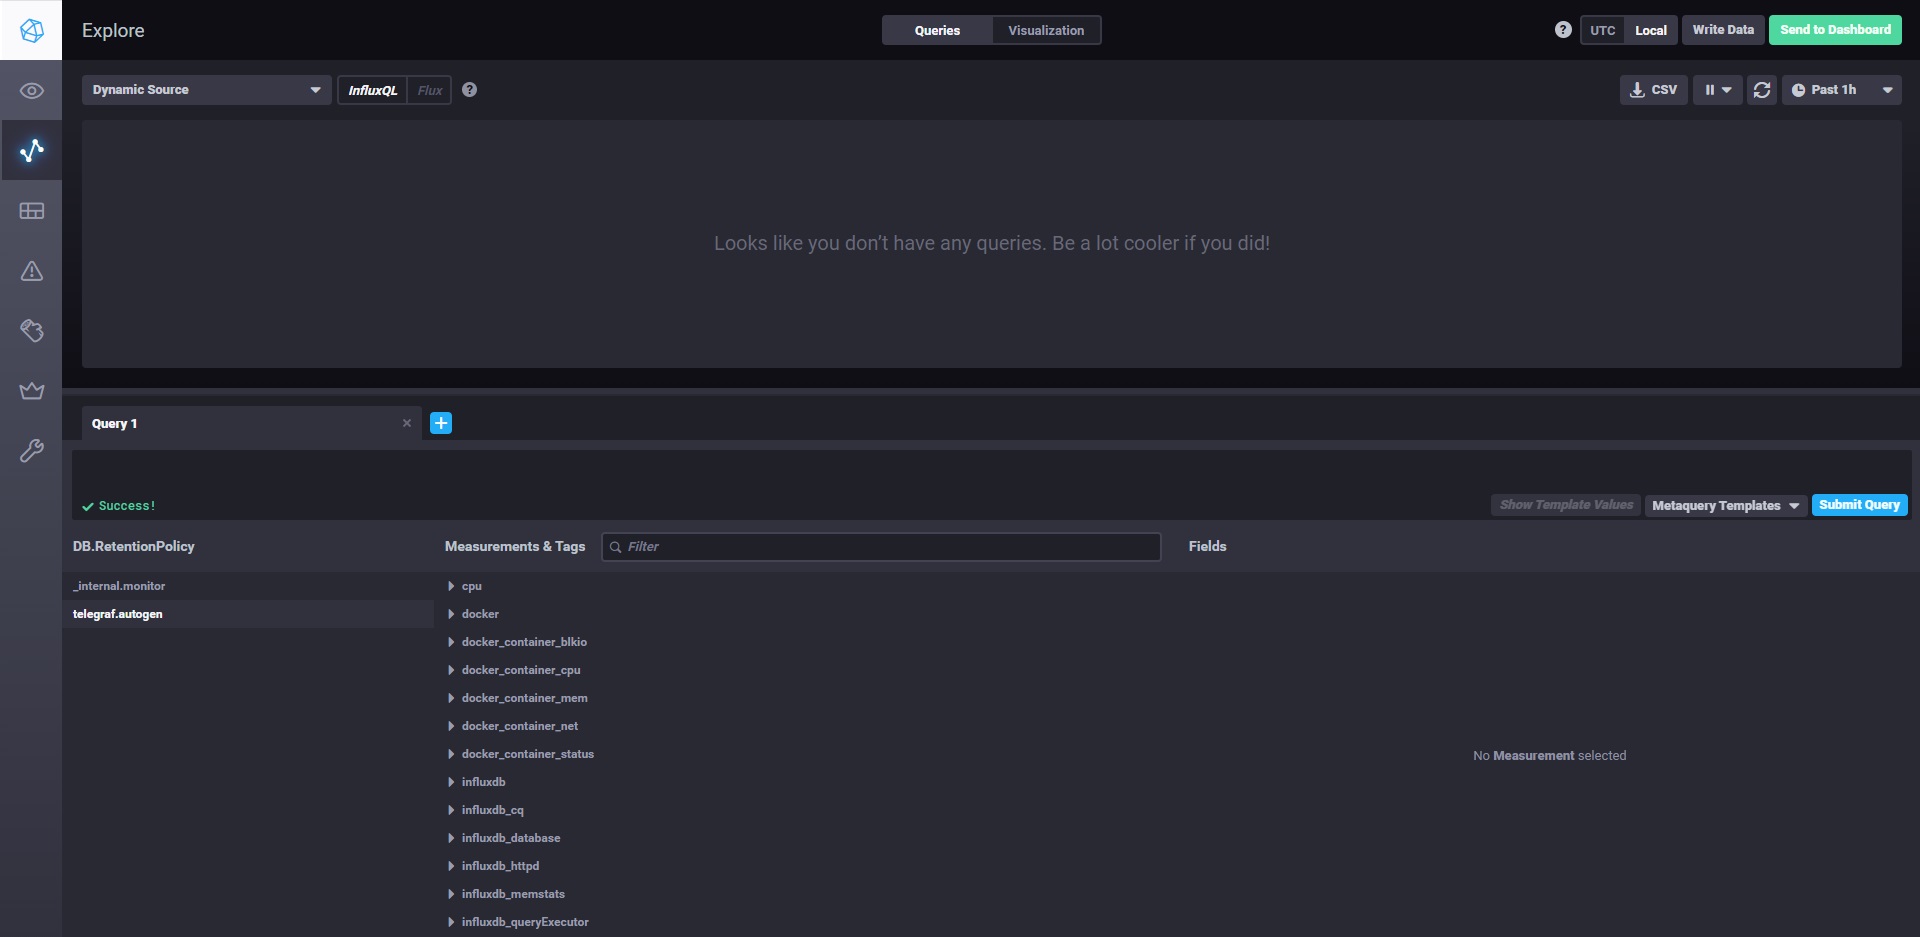 Explore
Queries
Visualization
?
UTC
Local
Write Data
Send to Dashboard
Dynamic Source
InfluxQL
Flux
?
CSV
Past 1h
Looks like you don’t have any queries. Be a lot cooler if you did!
Query 1
Success!
Show Template Values
Metaquery Templates
Submit Query
DB.RetentionPolicy
Measurements & Tags
Filter
Fields
_internal.monitor
telegraf.autogen
cpu
docker
docker_container_blkio
docker_container_cpu
docker_container_mem
docker_container_net
docker_container_status
influxdb
influxdb_cq
influxdb_database
influxdb_httpd
influxdb_memstats
influxdb_queryExecutor
No Measurement selected